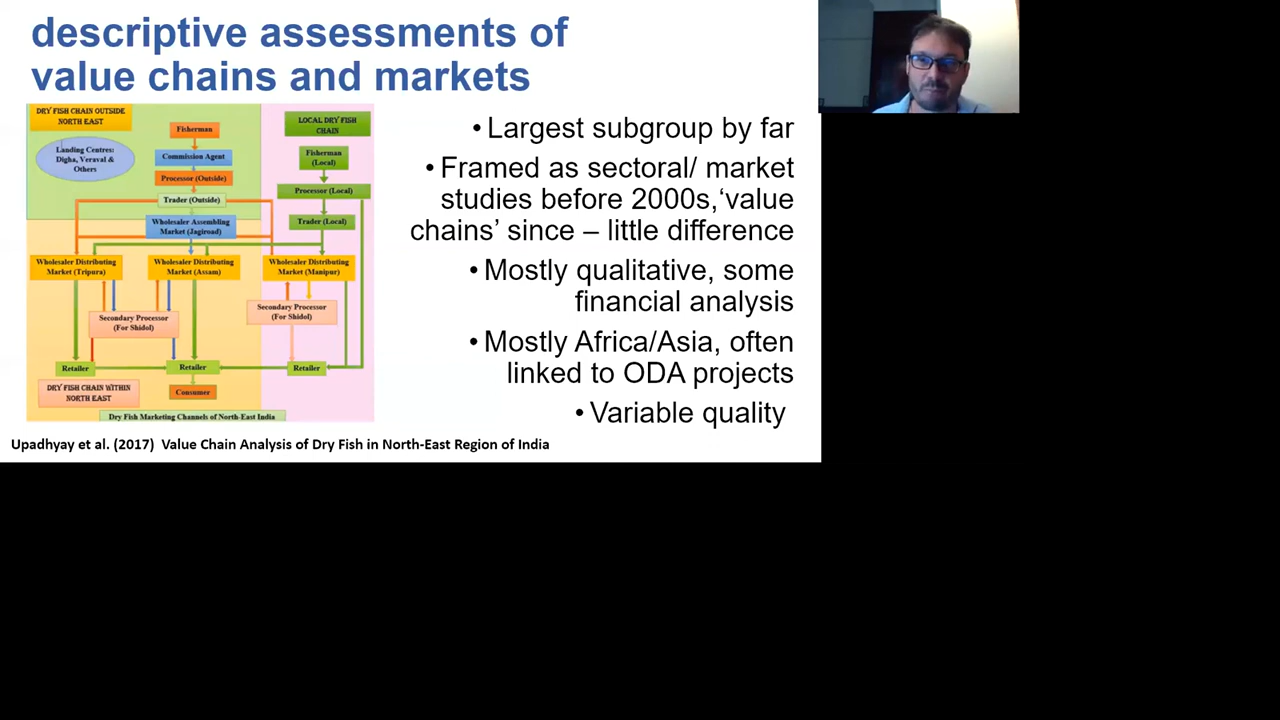 descriptive assessments of
value chains and markets
DRY FISH CHAIN OUTSIDE
NORTH EAST
Landing Centres:
Digha, Veraval &
Others
Fisherman
Commission Agent
Processor (Outside)
Trader (Outside)
Wholesaler Assembling
Market (Jagiroad)
LOCAL DRY FISH
CHAIN
Fisherman
(Local)
Processor (Local)
Trader (Local)
Wholesaler Distributing
Market (Tripura)
Wholesaler Distributing
Market (Assam)
Wholesaler Distributing
Market (Manipur)
Secondary Processor
(For Shidol)
Secondary Processor
(For Shidol)
Retailer
Retailer
Retailer
DRY FISH CHAIN WITHIN
NORTH EAST
Consumer
Dry Fish Marketing Channels of North-East India
• Largest subgroup by far
• Framed as sectoral/ market
studies before 2000s,‘value
chains’ since – little difference
• Mostly qualitative, some
financial analysis
• Mostly Africa/Asia, often
linked to ODA projects
• Variable quality
Upadhyay et al. (2017) Value Chain Analysis of Dry Fish in North-East Region of India